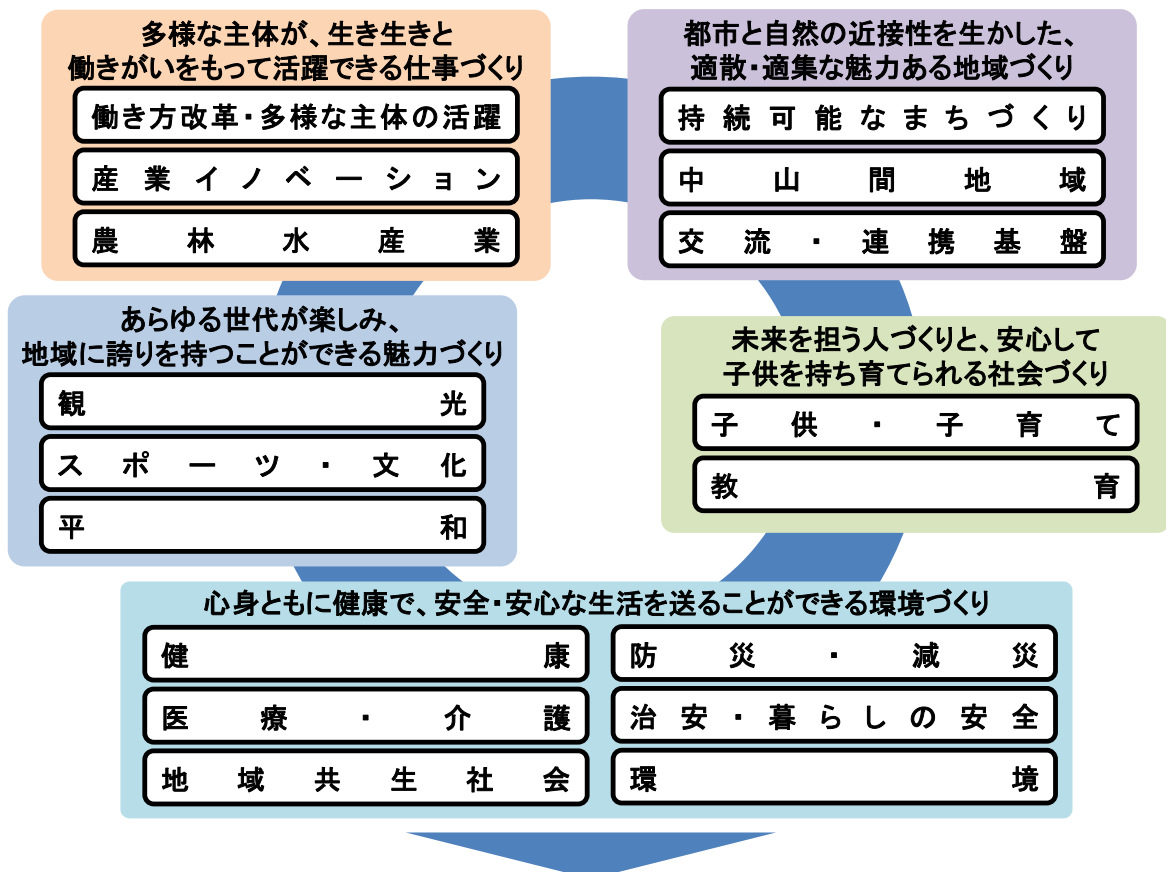 多様な主体が、生き生きと
働きがいをもって活躍できる仕事づくり
働き方改革・多様な主体の活躍
産業イノベーション
農林水産業
都市と自然の近接性を生かした、
適散・適集な魅力ある地域づくり
持続可能なまちづくり
中山間地域
交流・連携基盤
あらゆる世代が楽しみ、
地域に誇りを持つことができる魅力づくり
観光
スポーツ・文化
平和
未来を担う人づくりと、安心して
子供を持ち育てられる社会づくり
子供・子育て
教育
心身ともに健康で、安全・安心な生活を送ることができる環境づくり
健康
医療・介護
地域共生社会
防災・減災
治安・暮らしの安全
環境